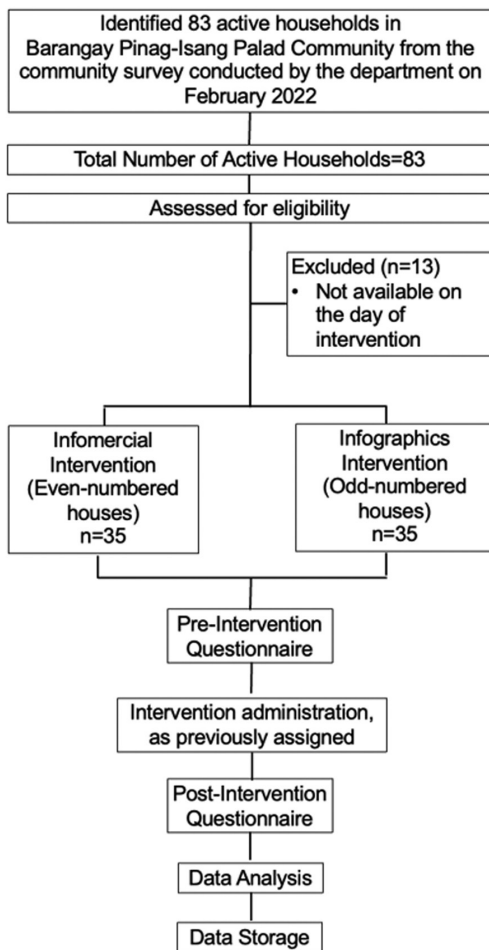 Identified 83 active households in
Barangay Pinag-Isang Palad Community from the
community survey conducted by the department on
February 2022
Total Number of Active Households=83
Assessed for eligibility
Excluded (n=13)
• Not available on
the day of
intervention
Infomercial
Intervention
(Even-numbered
houses)
n=35
Infographics
Intervention
(Odd-numbered
houses)
n=35
Pre-Intervention
Questionnaire
Intervention administration,
as previously assigned
Post-Intervention
Questionnaire
Data Analysis
Data Storage